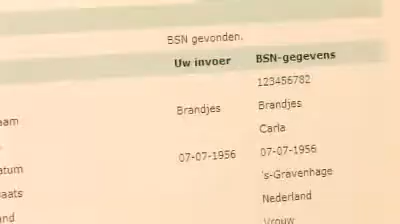 BSN gevonden.
Uw invoer BSN-gegevens
123456782
Brandjes Brandjes
Carla
07-07-1956 07-07-1956
's-Gravenhage
Nederland
Vrouw